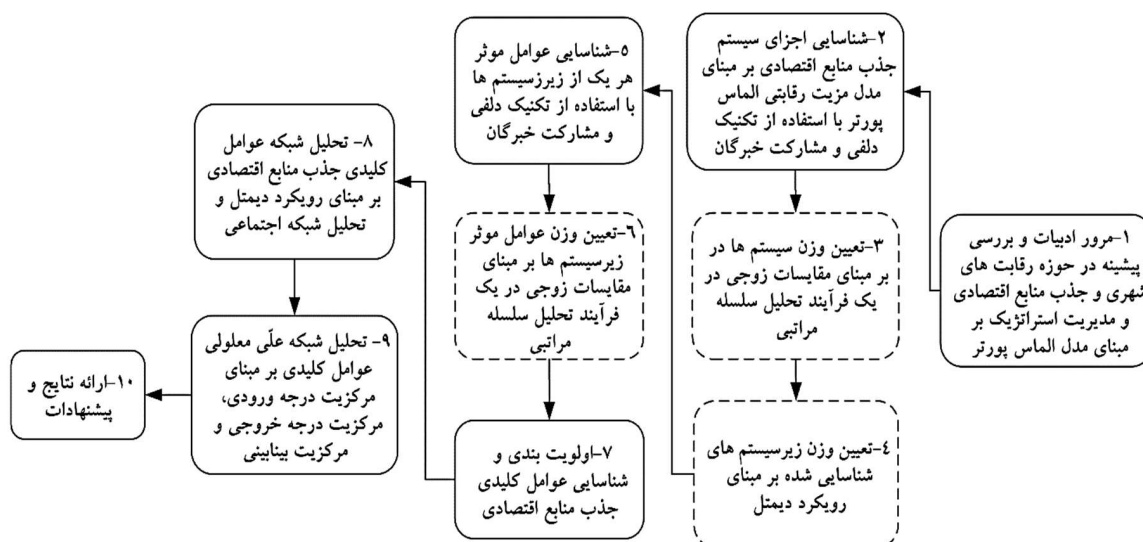 ۱-مرور ادبیات و بررسی
پیشینه در حوزه رقابت های
شهری و جذب منابع اقتصادی
و مدیریت استراتژیک بر
مبنای مدل الماس پورتر
۲-شناسایی اجزای سیستم
جذب منابع اقتصادی بر مبنای
مدل مزیت رقابتی الماس
پورتر با استفاده از تکنیک
دلفی و مشارکت خبرگان
۳-تعیین وزن سیستم ها در
بر مبنای مقایسات زوجی در
یک فرآیند تحلیل سلسله
مراتبی
٤-تعیین وزن زیرسیستم های
شناسایی شده بر مبنای
رویکرد دیمتل
٥-شناسایی عوامل موثر
هر یک از زیرزسیستم ها
با استفاده از تکنیک دلفی
و مشارکت خبرگان
٦-تعیین وزن عوامل موثر
زیرسیستم ها بر مبنای
مقایسات زوجی در یک
فرآیند تحلیل سلسله
مراتبی
۷-اولویت بندی و
شناسایی عوامل کلیدی
جذب منابع اقتصادی
۸- تحلیل شبکه عوامل
کلیدی جذب منابع اقتصادی
بر مبنای رویکرد دیمتل و
تحلیل شبکه اجتماعی
۹- تحلیل شبکه علّی معلولی
عوامل کلیدی بر مبنای
مرکزیت درجه ورودی،
مرکزیت درجه خروجی و
مرکزیت بینابینی
۱۰-ارائه نتایج و
پیشنهادات